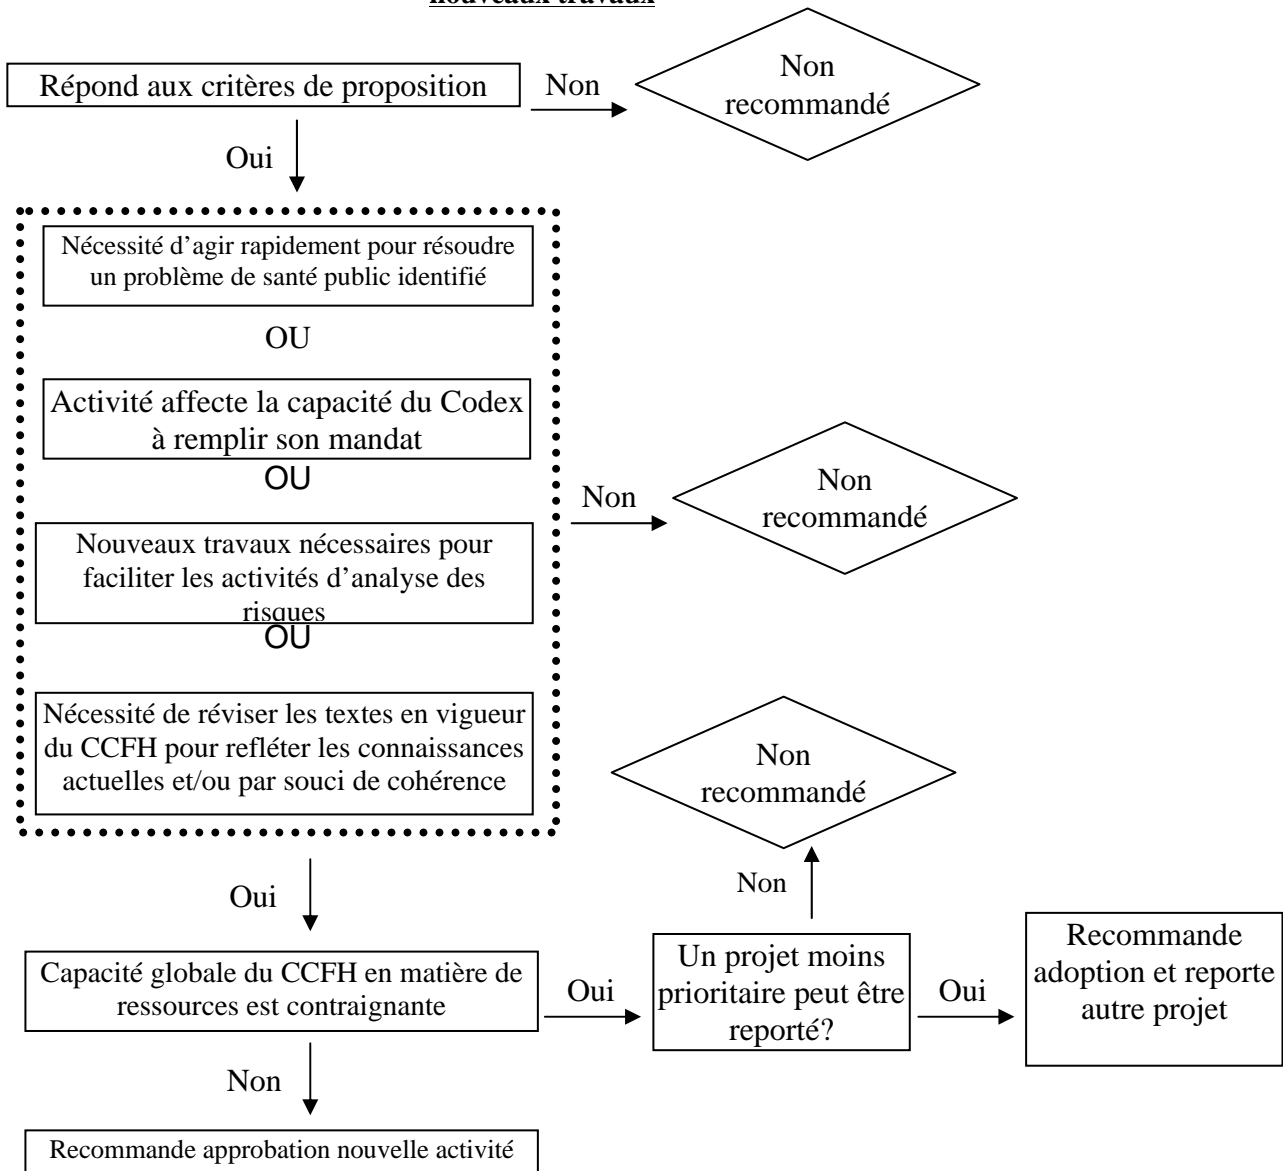 nouveaux travaux
Répond aux critères de proposition
Non
Non
recommandé
Oui
Nécessité d’agir rapidement pour résoudre
un problème de santé public identifié
OU
Activité affecte la capacité du Codex
à remplir son mandat
OU
Non
Non
recommandé
Nouveaux travaux nécessaires pour
faciliter les activités d’analyse des
risques
OU
Nécessité de réviser les textes en vigueur
du CCFH pour refléter les connaissances
actuelles et/ou par souci de cohérence
Non
recommandé
Oui
Non
Capacité globale du CCFH en matière de
ressources est contraignante
Oui
Un projet moins
prioritaire peut être
reporté?
Oui
Recommande
adoption et reporte
autre projet
Non
Recommande approbation nouvelle activité